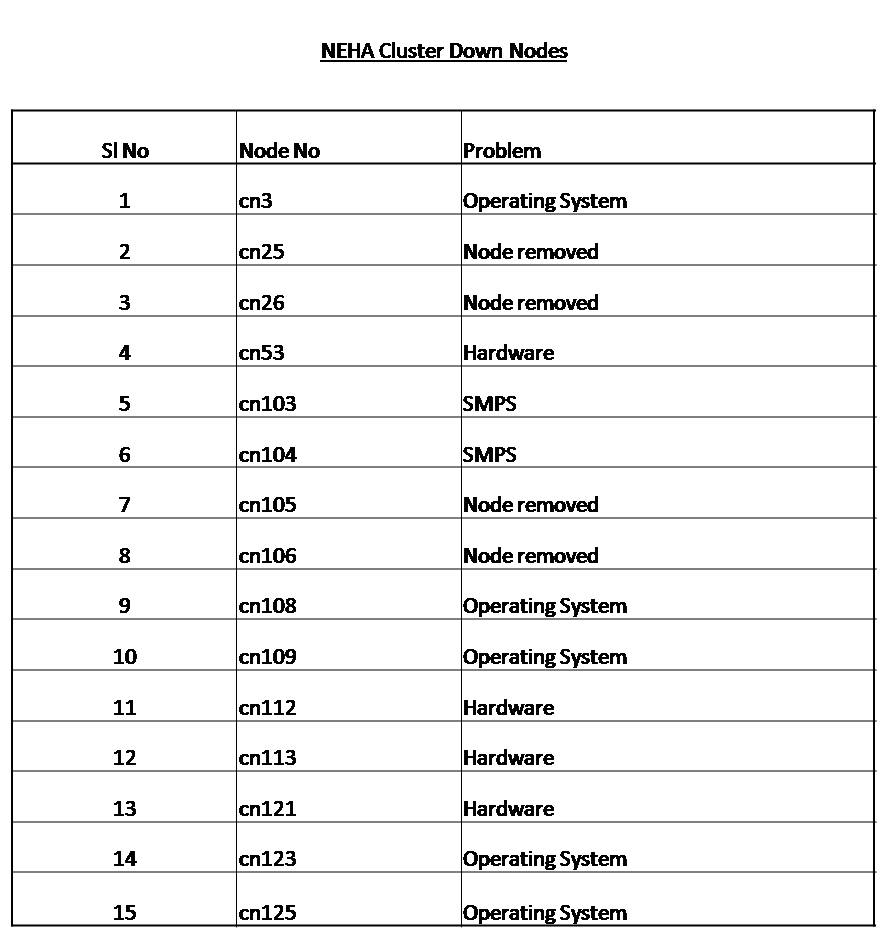 NEHA Cluster Down Nodes
Sl No Node No Problem
1 cn3 Operating System
2 cn25 Node removed
3 cn26 Node removed
4 cn53 Hardware
5 cn103 SMPS
6 cn104 SMPS
7 cn105 Node removed
8 cn106 Node removed
9 cn108 Operating System
10 cn109 Operating System
11 cn112 Hardware
12 cn113 Hardware
13 cn121 Hardware
14 cn123 Operating System
15 cn125 Operating System